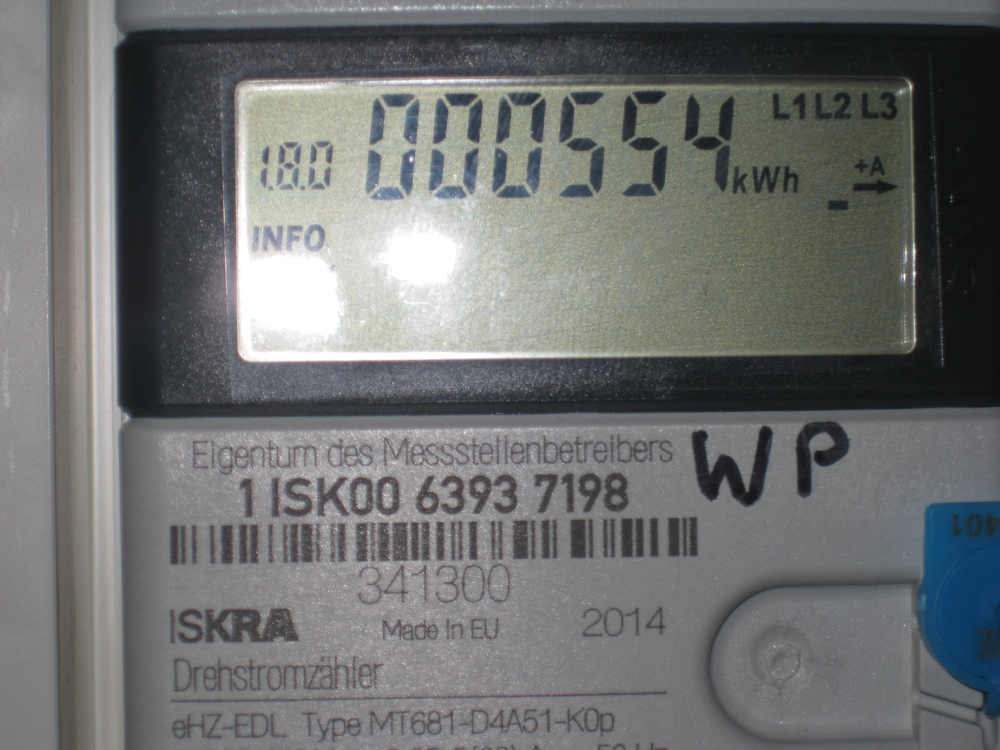 1.8.0 000554 kWh L1 L2 L3
+A
INFO
Eigentum des Messstellenbetreibers
WP
1 ISK00 6393 7198
341300
ISKRA Made In EU 2014
Drehstromzähler
eHZ-EDL Type MT681-D4A51-K0p
401